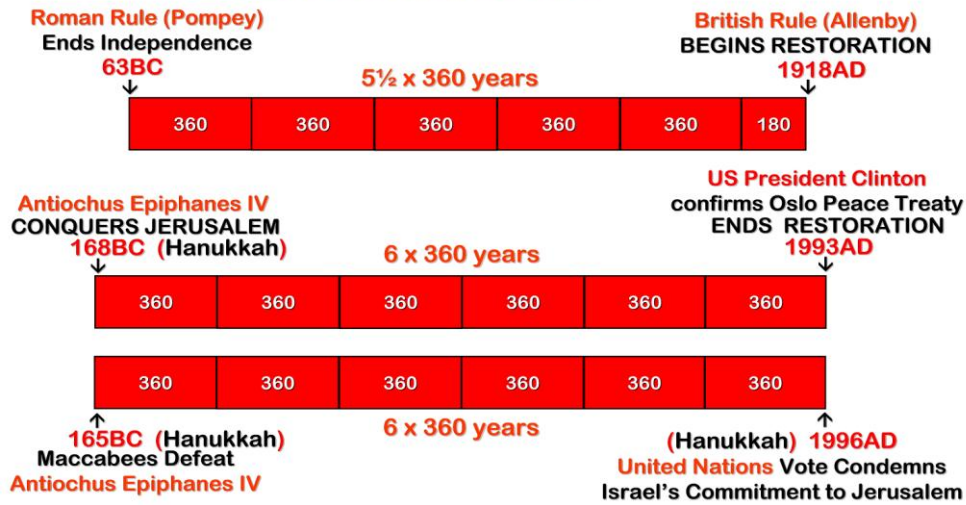 Roman Rule (Pompey)
Ends Independence
63BC
British Rule (Allenby)
BEGINS RESTORATION
1918AD
5½ x 360 years
360 360 360 360 360 180
Antiochus Epiphanes IV
CONQUERS JERUSALEM
168BC (Hanukkah)
US President Clinton
confirms Oslo Peace Treaty
ENDS RESTORATION
1993AD
6 x 360 years
360 360 360 360 360 360
360 360 360 360 360 360
165BC (Hanukkah)
Maccabees Defeat
Antiochus Epiphanes IV
6 x 360 years
(Hanukkah) 1996AD
United Nations Vote Condemns
Israel's Commitment to Jerusalem